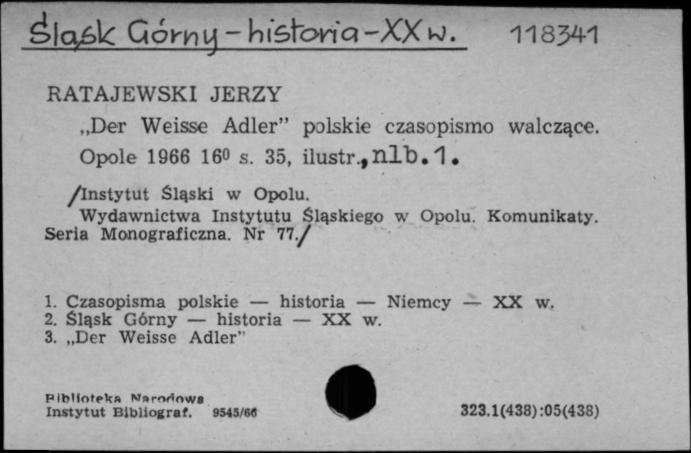 Śląsk Górny – historia – XX w. 118341
RATAJEWSKI JERZY
„Der Weisse Adler” polskie czasopismo walczące.
Opole 1966 16⁰ s. 35, ilustr., nlb. 1.
/Instytut Śląski w Opolu.
Wydawnictwa Instytutu Śląskiego w Opolu. Komunikaty.
Seria Monograficzna. Nr 77./
1. Czasopisma polskie — historia — Niemcy — XX w.
2. Śląsk Górny — historia — XX w.
3. „Der Weisse Adler”
Biblioteka Narodowa
Instytut Bibliograf. 9545/66 323.1(438):05(438)